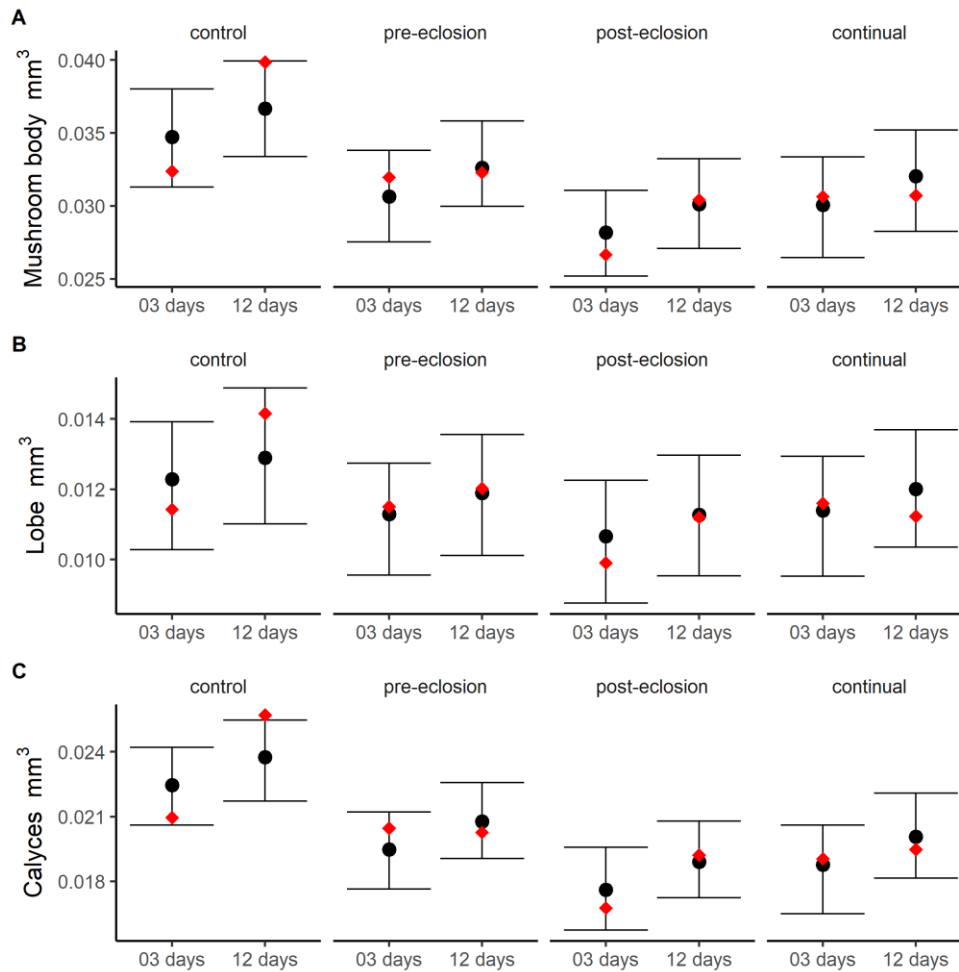 A
control pre-eclosion post-eclosion continual
Mushroom body mm³
0.040
0.035
0.030
0.025
03 days 12 days 03 days 12 days 03 days 12 days 03 days 12 days
B
control pre-eclosion post-eclosion continual
Lobe mm³
0.014
0.012
0.010
03 days 12 days 03 days 12 days 03 days 12 days 03 days 12 days
C
control pre-eclosion post-eclosion continual
Calyces mm³
0.024
0.021
0.018
03 days 12 days 03 days 12 days 03 days 12 days 03 days 12 days